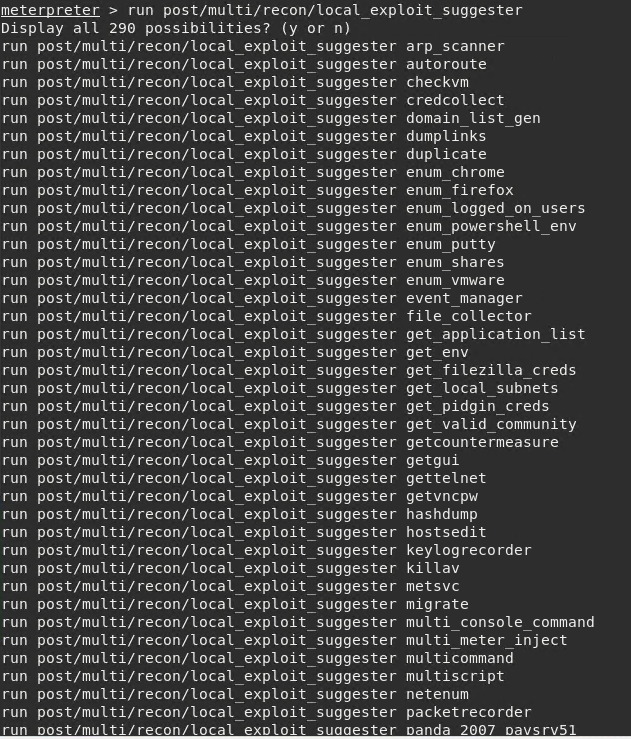 meterpreter > run post/multi/recon/local_exploit_suggester
Display all 290 possibilities? (y or n)
run post/multi/recon/local_exploit_suggester arp_scanner
run post/multi/recon/local_exploit_suggester autoroute
run post/multi/recon/local_exploit_suggester checkvm
run post/multi/recon/local_exploit_suggester credcollect
run post/multi/recon/local_exploit_suggester domain_list_gen
run post/multi/recon/local_exploit_suggester dumplinks
run post/multi/recon/local_exploit_suggester duplicate
run post/multi/recon/local_exploit_suggester enum_chrome
run post/multi/recon/local_exploit_suggester enum_firefox
run post/multi/recon/local_exploit_suggester enum_logged_on_users
run post/multi/recon/local_exploit_suggester enum_powershell_env
run post/multi/recon/local_exploit_suggester enum_putty
run post/multi/recon/local_exploit_suggester enum_shares
run post/multi/recon/local_exploit_suggester enum_vmware
run post/multi/recon/local_exploit_suggester event_manager
run post/multi/recon/local_exploit_suggester file_collector
run post/multi/recon/local_exploit_suggester get_application_list
run post/multi/recon/local_exploit_suggester get_env
run post/multi/recon/local_exploit_suggester get_filezilla_creds
run post/multi/recon/local_exploit_suggester get_local_subnets
run post/multi/recon/local_exploit_suggester get_pidgin_creds
run post/multi/recon/local_exploit_suggester get_valid_community
run post/multi/recon/local_exploit_suggester getcountermeasure
run post/multi/recon/local_exploit_suggester getgui
run post/multi/recon/local_exploit_suggester gettelnet
run post/multi/recon/local_exploit_suggester getvncpw
run post/multi/recon/local_exploit_suggester hashdump
run post/multi/recon/local_exploit_suggester hostsedit
run post/multi/recon/local_exploit_suggester keylogrecorder
run post/multi/recon/local_exploit_suggester killav
run post/multi/recon/local_exploit_suggester metsvc
run post/multi/recon/local_exploit_suggester migrate
run post/multi/recon/local_exploit_suggester multi_console_command
run post/multi/recon/local_exploit_suggester multi_meter_inject
run post/multi/recon/local_exploit_suggester multicommand
run post/multi/recon/local_exploit_suggester multiscript
run post/multi/recon/local_exploit_suggester netenum
run post/multi/recon/local_exploit_suggester packetrecorder
run post/multi/recon/local_exploit_suggester panda_2007_pavsrv51